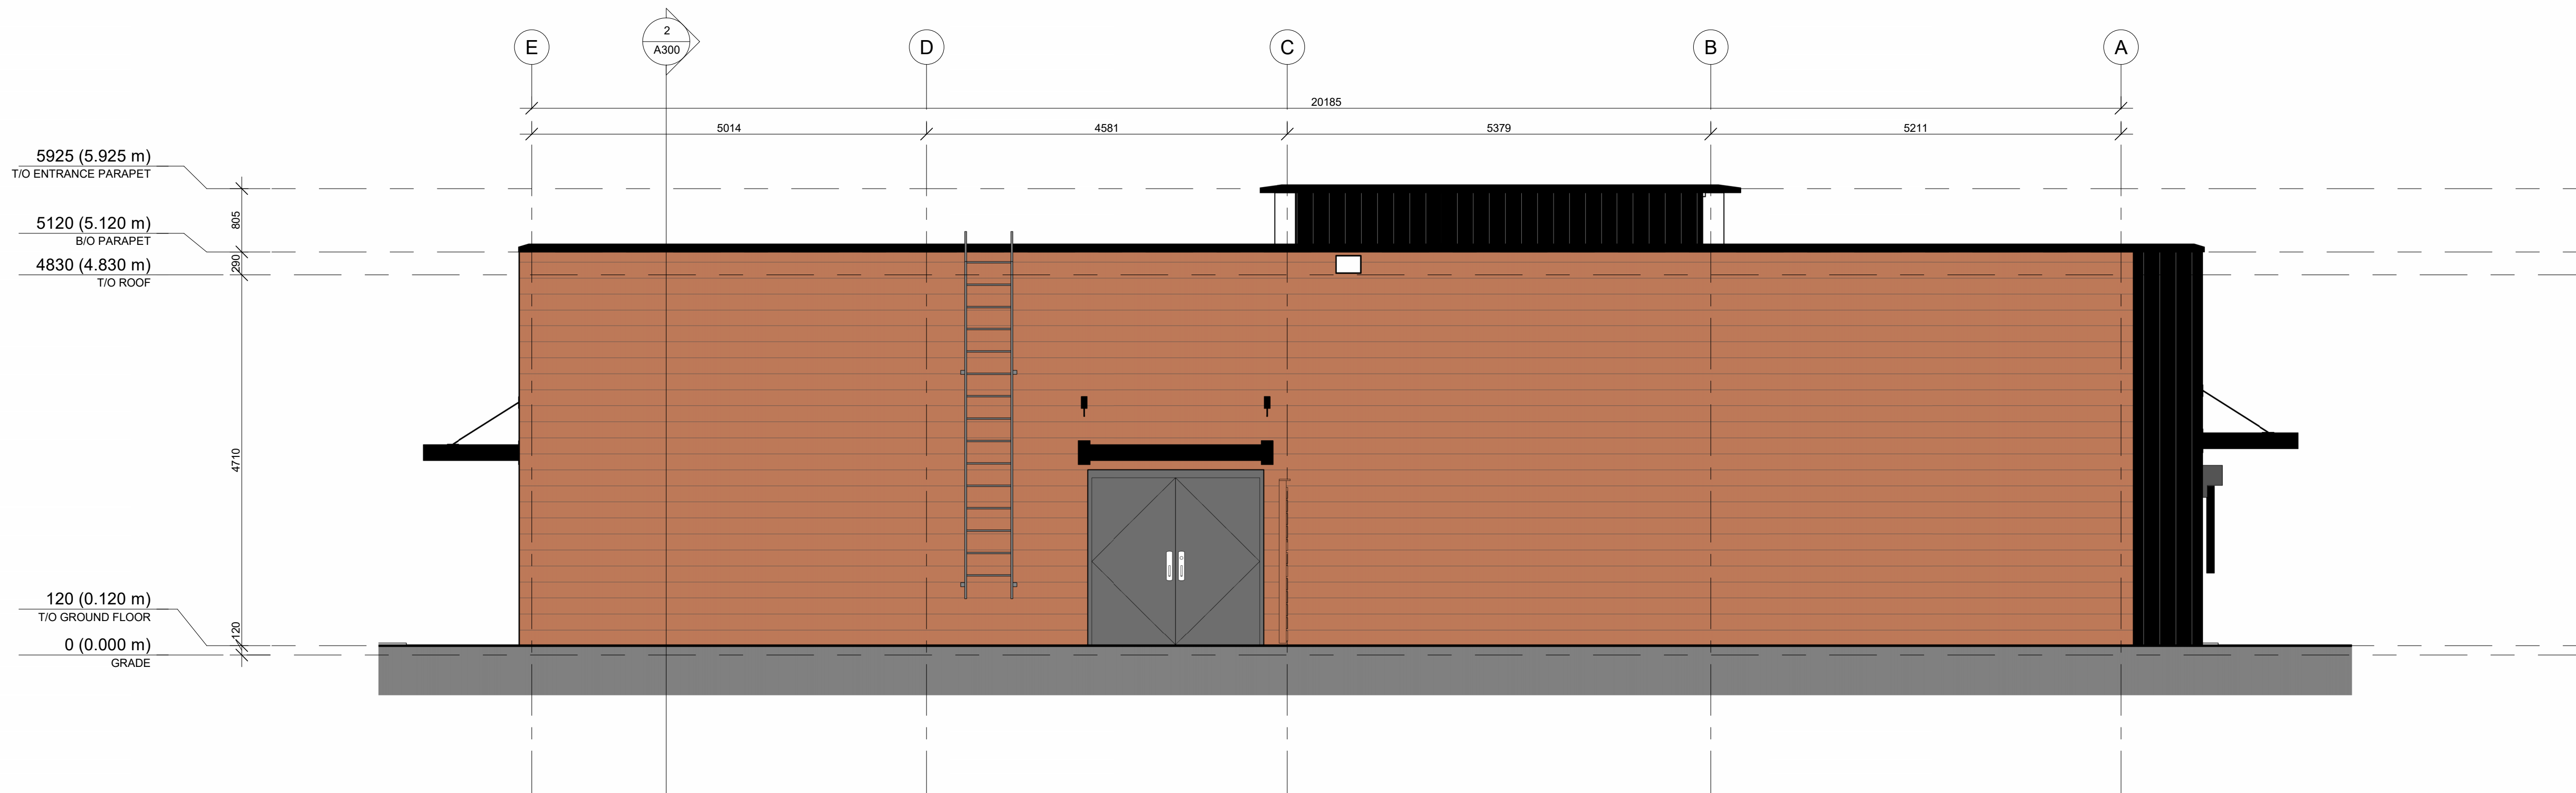 2
A300
E
D
C
B
A
20185
5014
4581
5379
5211
5925 (5.925 m)
T/O ENTRANCE PARAPET
805
5120 (5.120 m)
B/O PARAPET
290
4830 (4.830 m)
T/O ROOF
4710
120 (0.120 m)
T/O GROUND FLOOR
120
0 (0.000 m)
GRADE